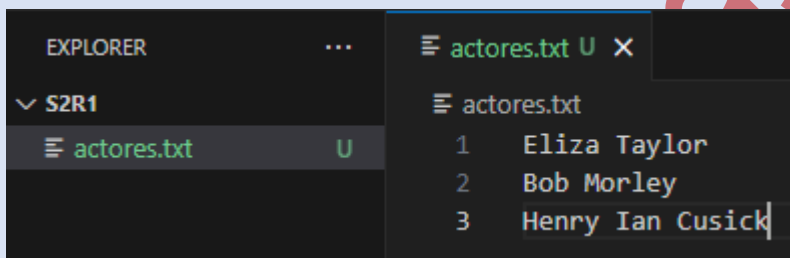 EXPLORER
S2R1
actores.txt U
actores.txt U
actores.txt
1 Eliza Taylor
2 Bob Morley
3 Henry Ian Cusick